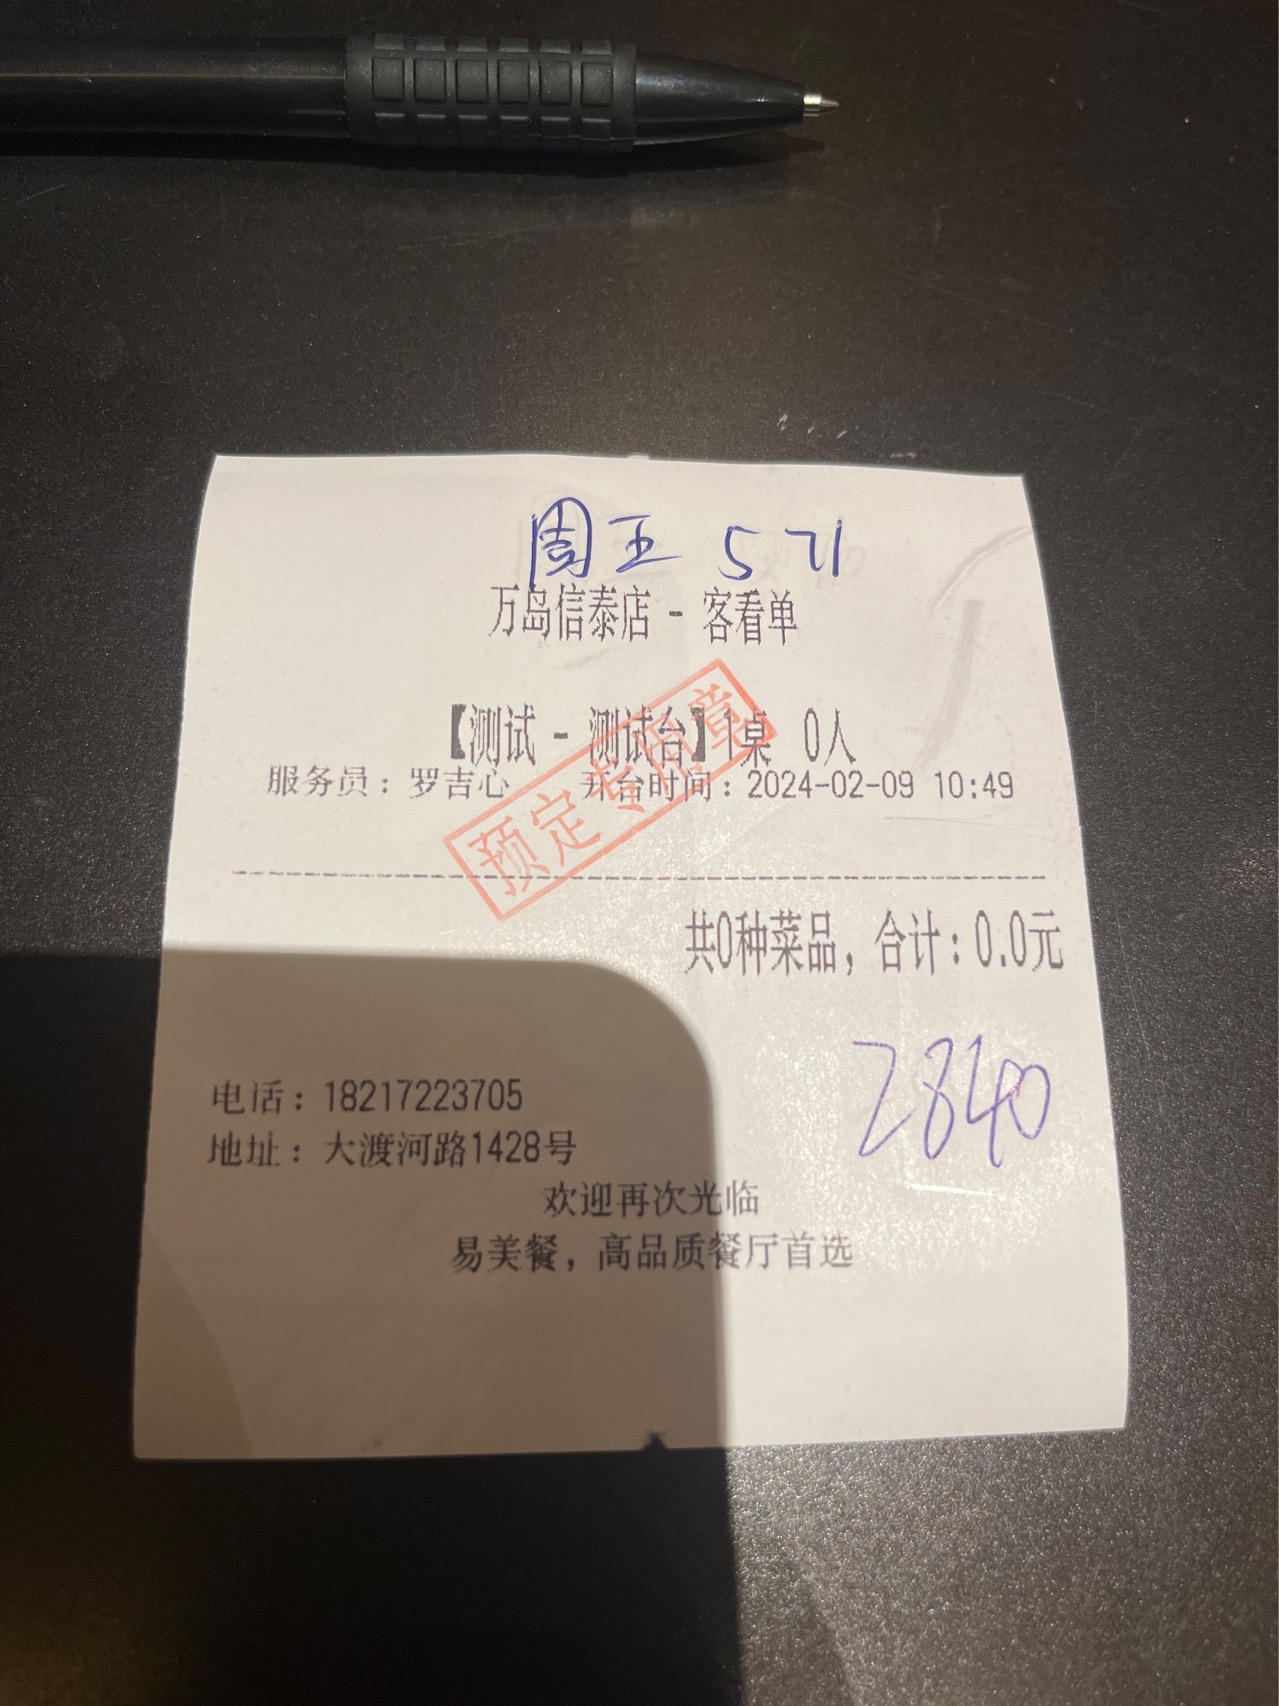 周王 571
万岛信泰店 - 客看单
【测试 - 测试台】1桌 0人
服务员：罗吉心 开台时间：2024-02-09 10:49
预定专用章
共0种菜品，合计：0.0元
2840
电话：18217223705
地址：大渡河路1428号
欢迎再次光临
易美餐，高品质餐厅首选